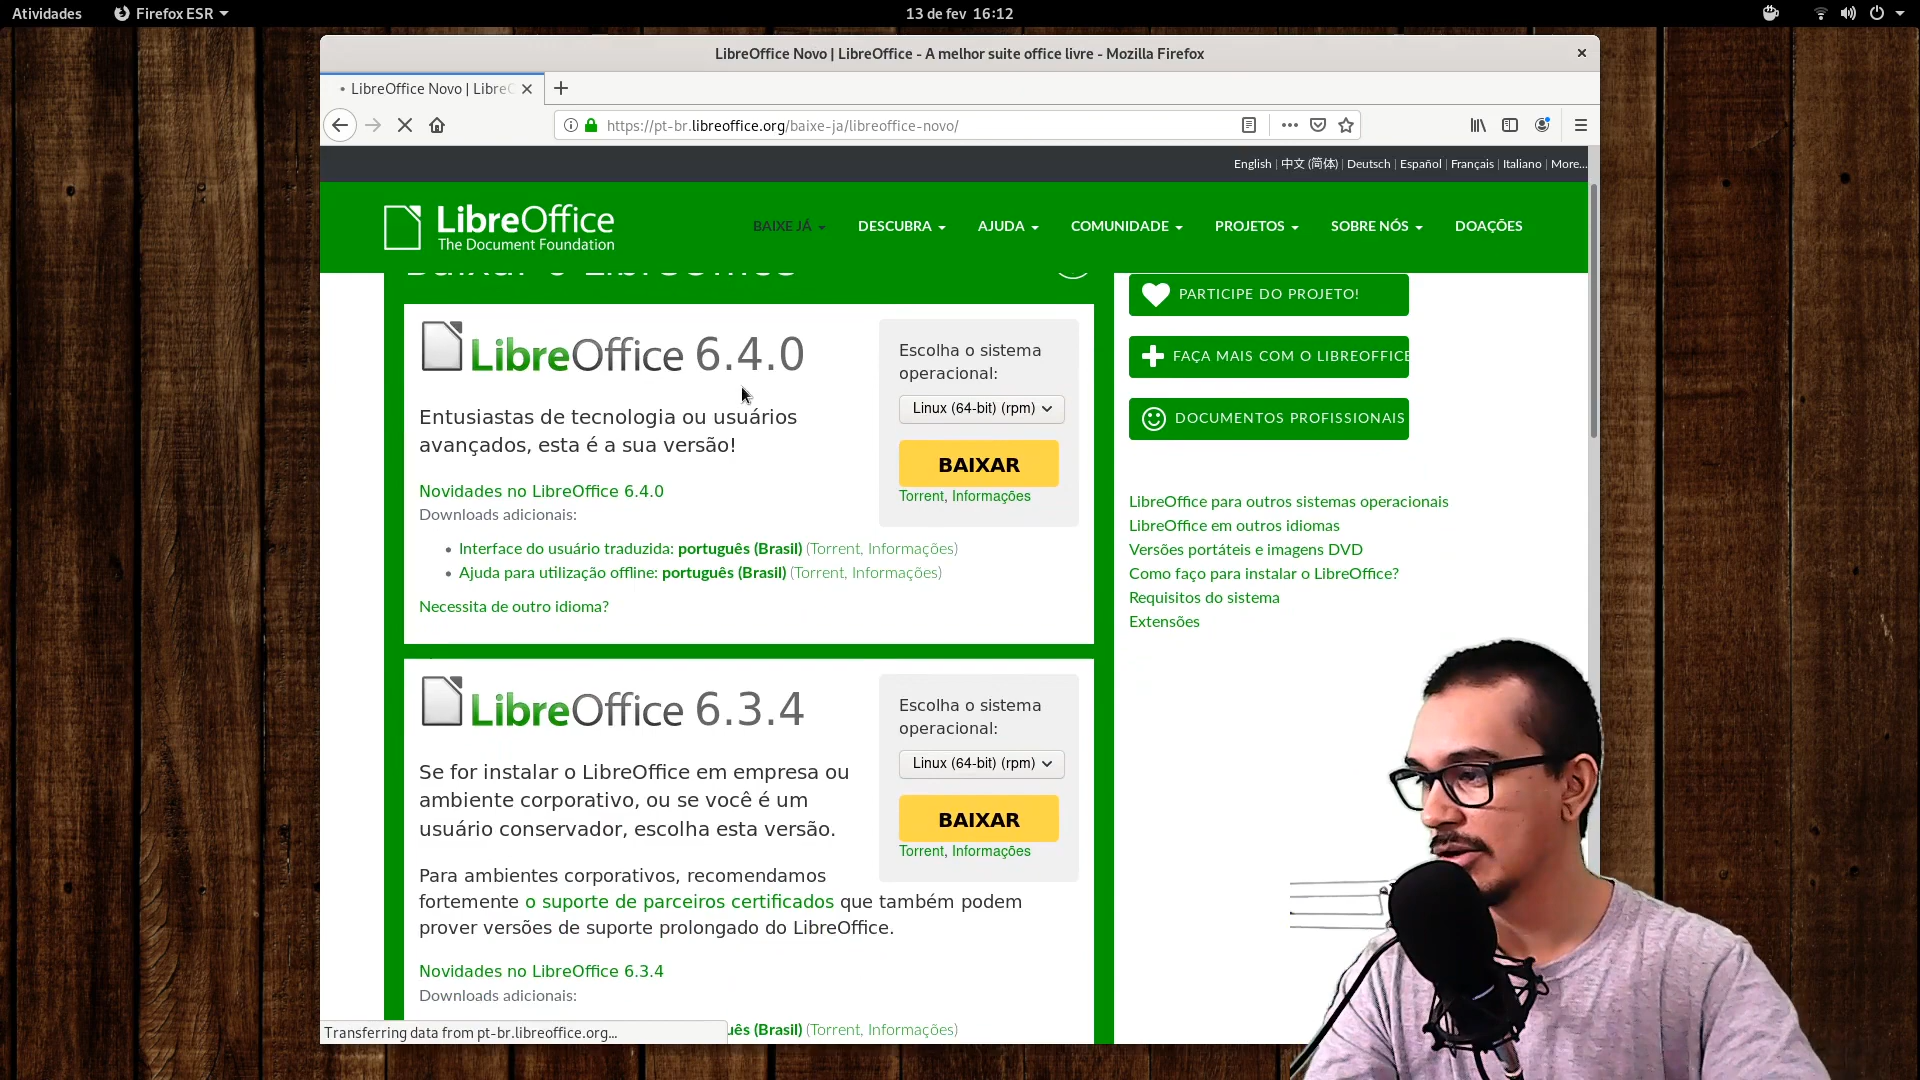 Atividades
Firefox ESR
13 de fev 16:12
LibreOffice Novo | LibreOffice - A melhor suite office livre - Mozilla Firefox
LibreOffice Novo | Libre
https://pt-br.libreoffice.org/baixe-ja/libreoffice-novo/
English | 中文 (简体) | Deutsch | Español | Français | Italiano | More...
LibreOffice
The Document Foundation
BAIXE JÁ
DESCUBRA
AJUDA
COMUNIDADE
PROJETOS
SOBRE NÓS
DOAÇÕES
Baixar o LibreOffice
LibreOffice 6.4.0
Entusiastas de tecnologia ou usuários
avançados, esta é a sua versão!
Novidades no LibreOffice 6.4.0
Downloads adicionais:
Interface do usuário traduzida: português (Brasil) (Torrent, Informações)
Ajuda para utilização offline: português (Brasil) (Torrent, Informações)
Necessita de outro idioma?
Escolha o sistema
operacional:
Linux (64-bit) (rpm)
BAIXAR
Torrent, Informações
LibreOffice 6.3.4
Se for instalar o LibreOffice em empresa ou
ambiente corporativo, ou se você é um
usuário conservador, escolha esta versão.
Para ambientes corporativos, recomendamos
fortemente o suporte de parceiros certificados que também podem
prover versões de suporte prolongado do LibreOffice.
Novidades no LibreOffice 6.3.4
Downloads adicionais:
uês (Brasil) (Torrent, Informações)
Escolha o sistema
operacional:
Linux (64-bit) (rpm)
BAIXAR
Torrent, Informações
PARTICIPE DO PROJETO!
FAÇA MAIS COM O LIBREOFFICE
DOCUMENTOS PROFISSIONAIS
LibreOffice para outros sistemas operacionais
LibreOffice em outros idiomas
Versões portáteis e imagens DVD
Como faço para instalar o LibreOffice?
Requisitos do sistema
Extensões
Transferring data from pt-br.libreoffice.org...